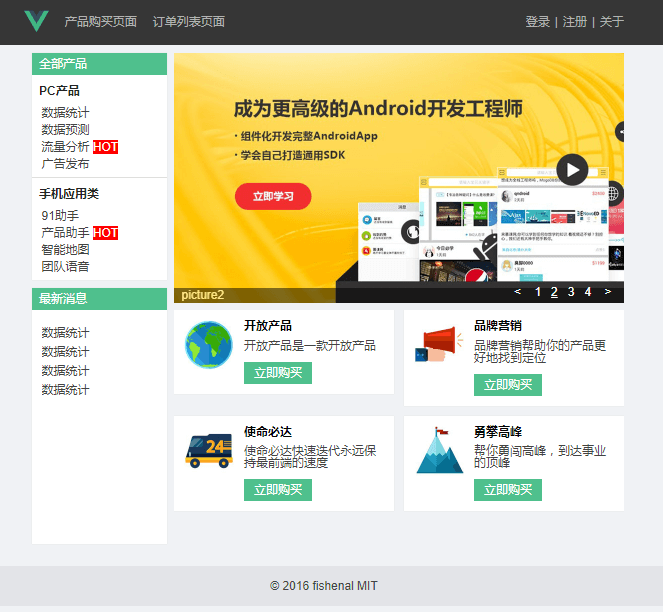 产品购买页面 订单列表页面 登录 | 注册 | 关于
全部产品
PC产品
数据统计
数据预测
流量分析 HOT
广告发布
手机应用类
91助手
产品助手 HOT
智能地图
团队语音
最新消息
数据统计
数据统计
数据统计
数据统计
成为更高级的Android开发工程师
· 组件化开发完整AndroidApp
· 学会自己打造通用SDK
立即学习
消息
今日必学
qndroid
picture2
< 1 2 3 4 >
开放产品
开放产品是一款开放产品
立即购买
品牌营销
品牌营销帮助你的产品更
好地找到定位
立即购买
24
使命必达
使命必达快速迭代永远保
持最前端的速度
立即购买
勇攀高峰
帮你勇闯高峰，到达事业
的顶峰
立即购买
© 2016 fishenal MIT